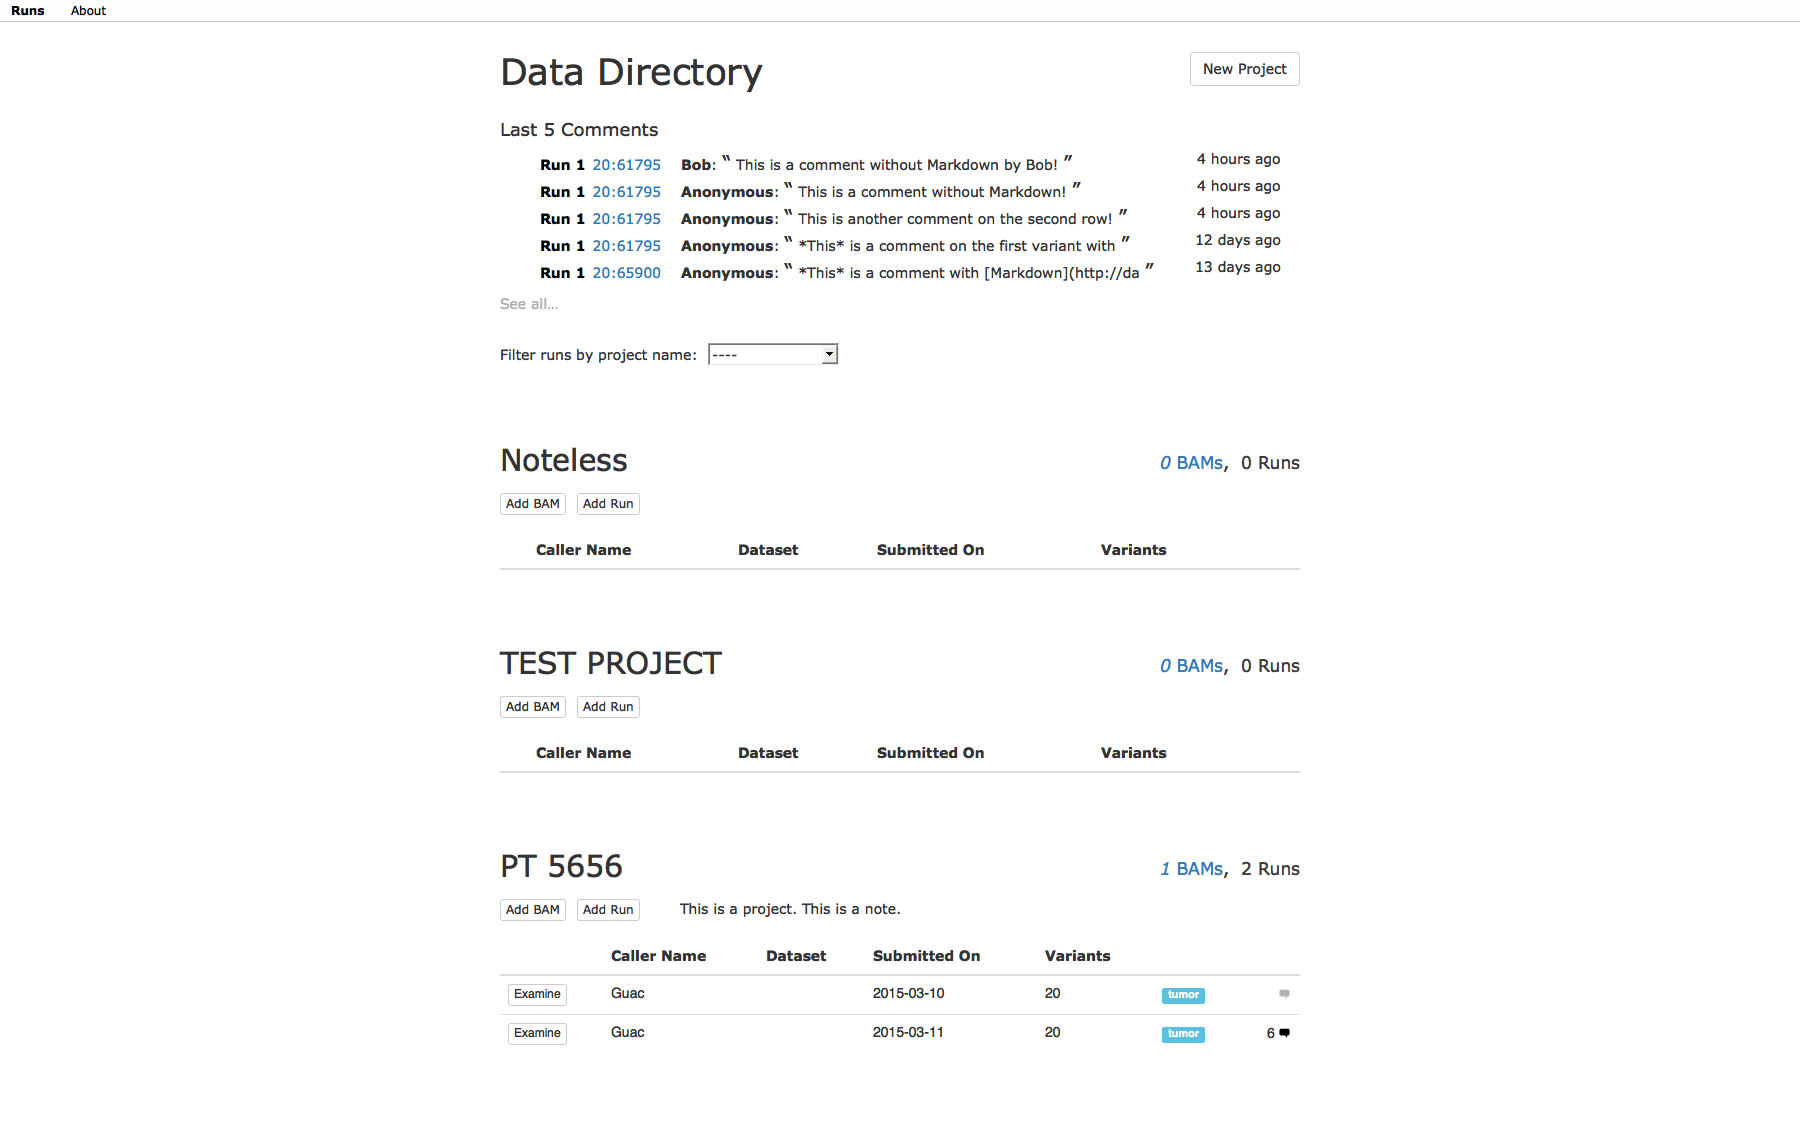 Runs About
Data Directory
New Project
Last 5 Comments
Run 1 20:61795 Bob: “ This is a comment without Markdown by Bob! ” 4 hours ago
Run 1 20:61795 Anonymous: “ This is a comment without Markdown! ” 4 hours ago
Run 1 20:61795 Anonymous: “ This is another comment on the second row! ” 4 hours ago
Run 1 20:61795 Anonymous: “ *This* is a comment on the first variant with ” 12 days ago
Run 1 20:65900 Anonymous: “ *This* is a comment with [Markdown](http://da ” 13 days ago
See all...
Filter runs by project name: ----
Noteless 0 BAMs, 0 Runs
Add BAM Add Run
Caller Name Dataset Submitted On Variants
TEST PROJECT 0 BAMs, 0 Runs
Add BAM Add Run
Caller Name Dataset Submitted On Variants
PT 5656 1 BAMs, 2 Runs
Add BAM Add Run This is a project. This is a note.
Caller Name Dataset Submitted On Variants
Examine Guac 2015-03-10 20 tumor
Examine Guac 2015-03-11 20 tumor 6